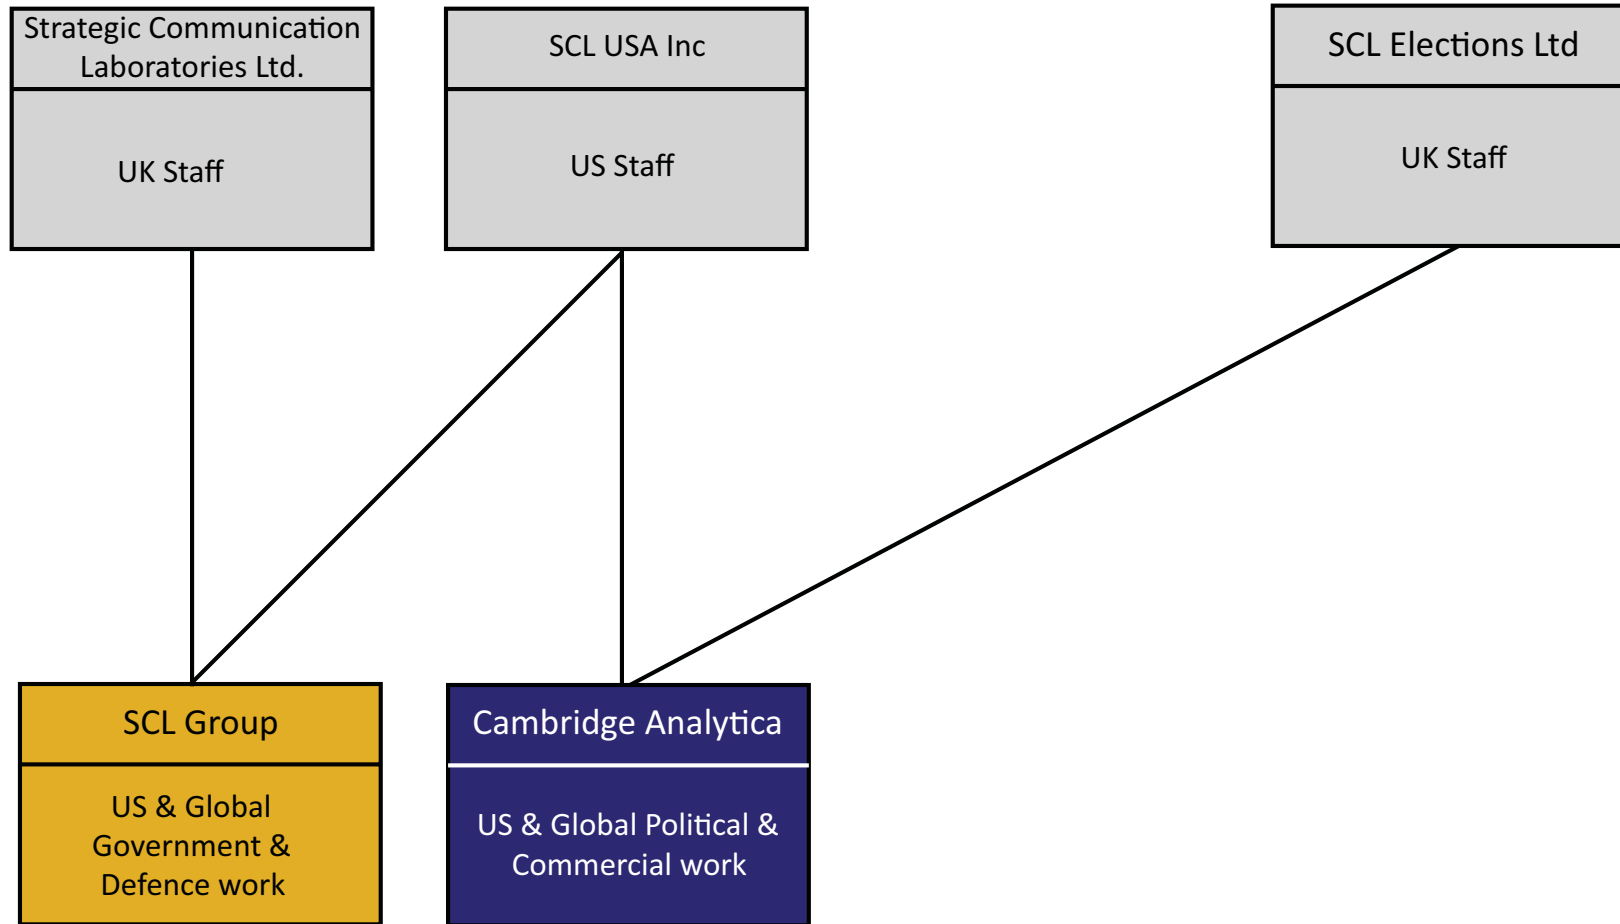 Strategic Communication
Laboratories Ltd.
UK Staff
SCL USA Inc
US Staff
SCL Elections Ltd
UK Staff
SCL Group
US & Global
Government &
Defence work
Cambridge Analytica
US & Global Political &
Commercial work